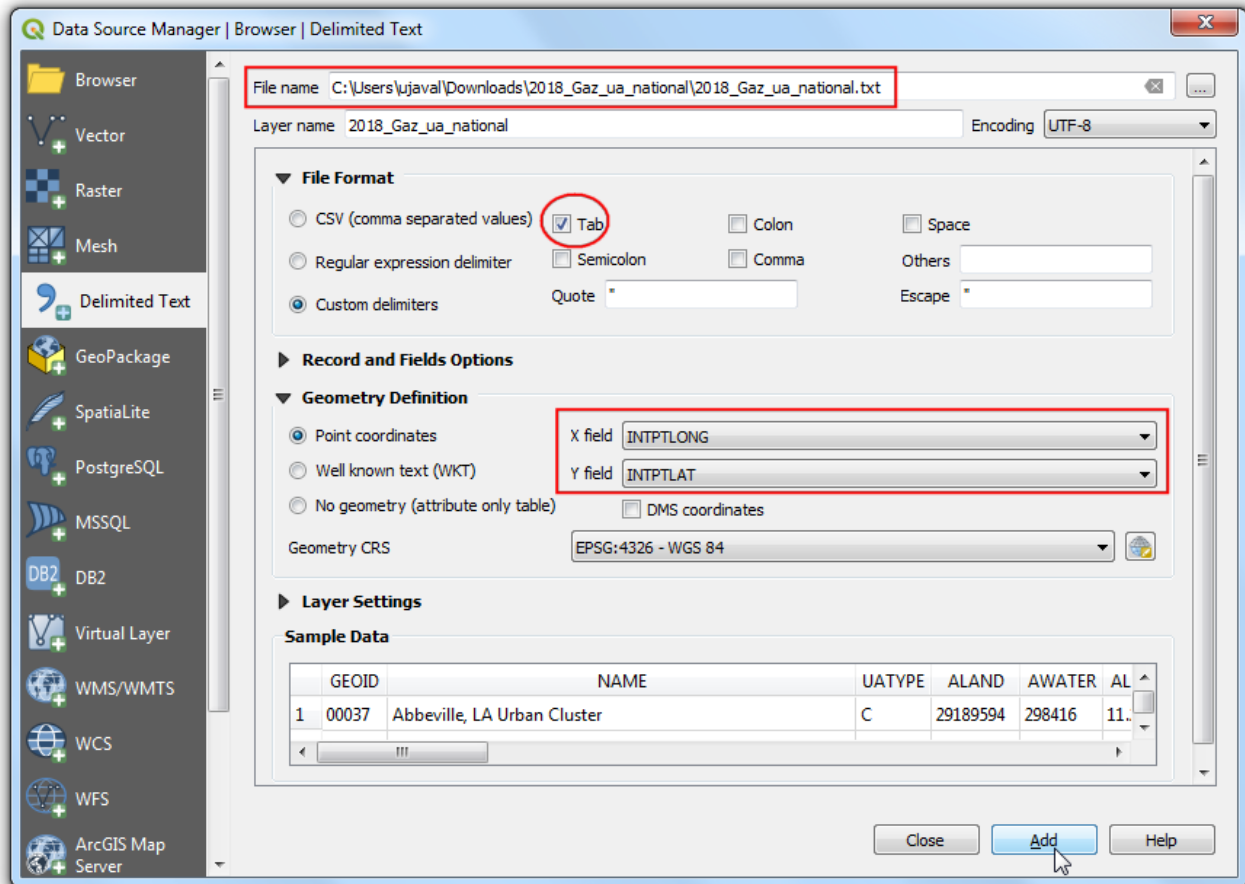 Data Source Manager | Browser | Delimited Text
X
Browser
Vector
Raster
Mesh
Delimited Text
GeoPackage
SpatiaLite
PostgreSQL
MSSQL
DB2 DB2
Virtual Layer
WMS/WMTS
WCS
WFS
ArcGIS Map
Server
File name C:\Users\ujaval\Downloads\2018_Gaz_ua_national\2018_Gaz_ua_national.txt ...
Layer name 2018_Gaz_ua_national Encoding UTF-8
File Format
CSV (comma separated values) Tab Colon Space
Regular expression delimiter Semicolon Comma Others
Custom delimiters Quote " Escape "
Record and Fields Options
Geometry Definition
Point coordinates X field INTPTLONG
Well known text (WKT) Y field INTPTLAT
No geometry (attribute only table) DMS coordinates
Geometry CRS EPSG:4326 - WGS 84
Layer Settings
Sample Data
GEOID NAME UATYPE ALAND AWATER AL
1 00037 Abbeville, LA Urban Cluster C 29189594 298416 11.
Close Add Help